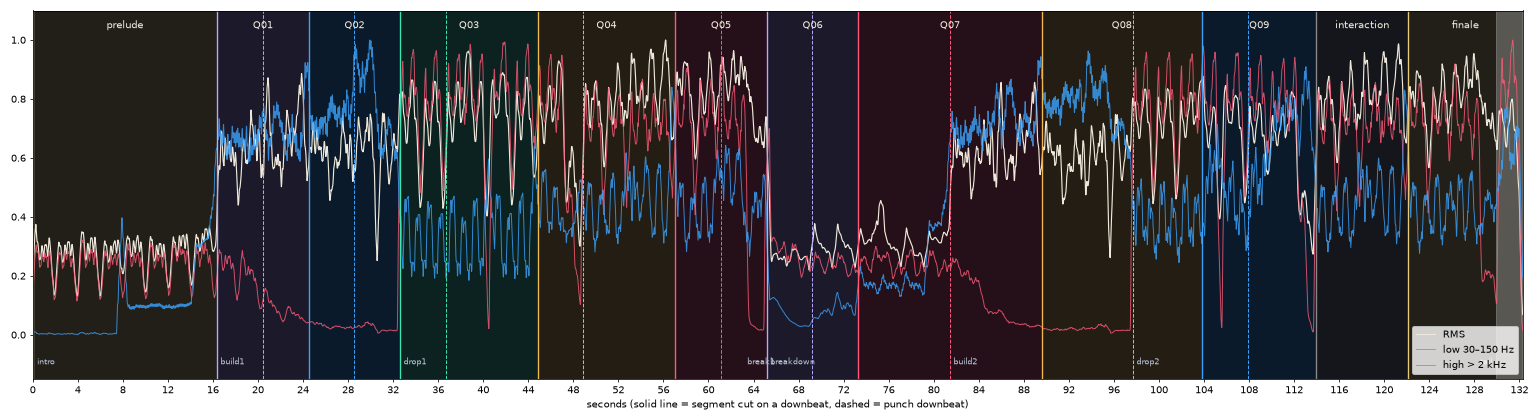 prelude Q01 Q02 Q03 Q04 Q05 Q06 Q07 Q08 Q09 interaction finale
1.0
0.8
0.6
0.4
0.2
0.0
RMS
low 30–150 Hz
high > 2 kHz
intro build1 drop1 break1 breakdown build2 drop2
0 4 8 12 16 20 24 28 32 36 40 44 48 52 56 60 64 68 72 76 80 84 88 92 96 100 104 108 112 116 120 124 128 132
seconds (solid line = segment cut on a downbeat, dashed = punch downbeat)